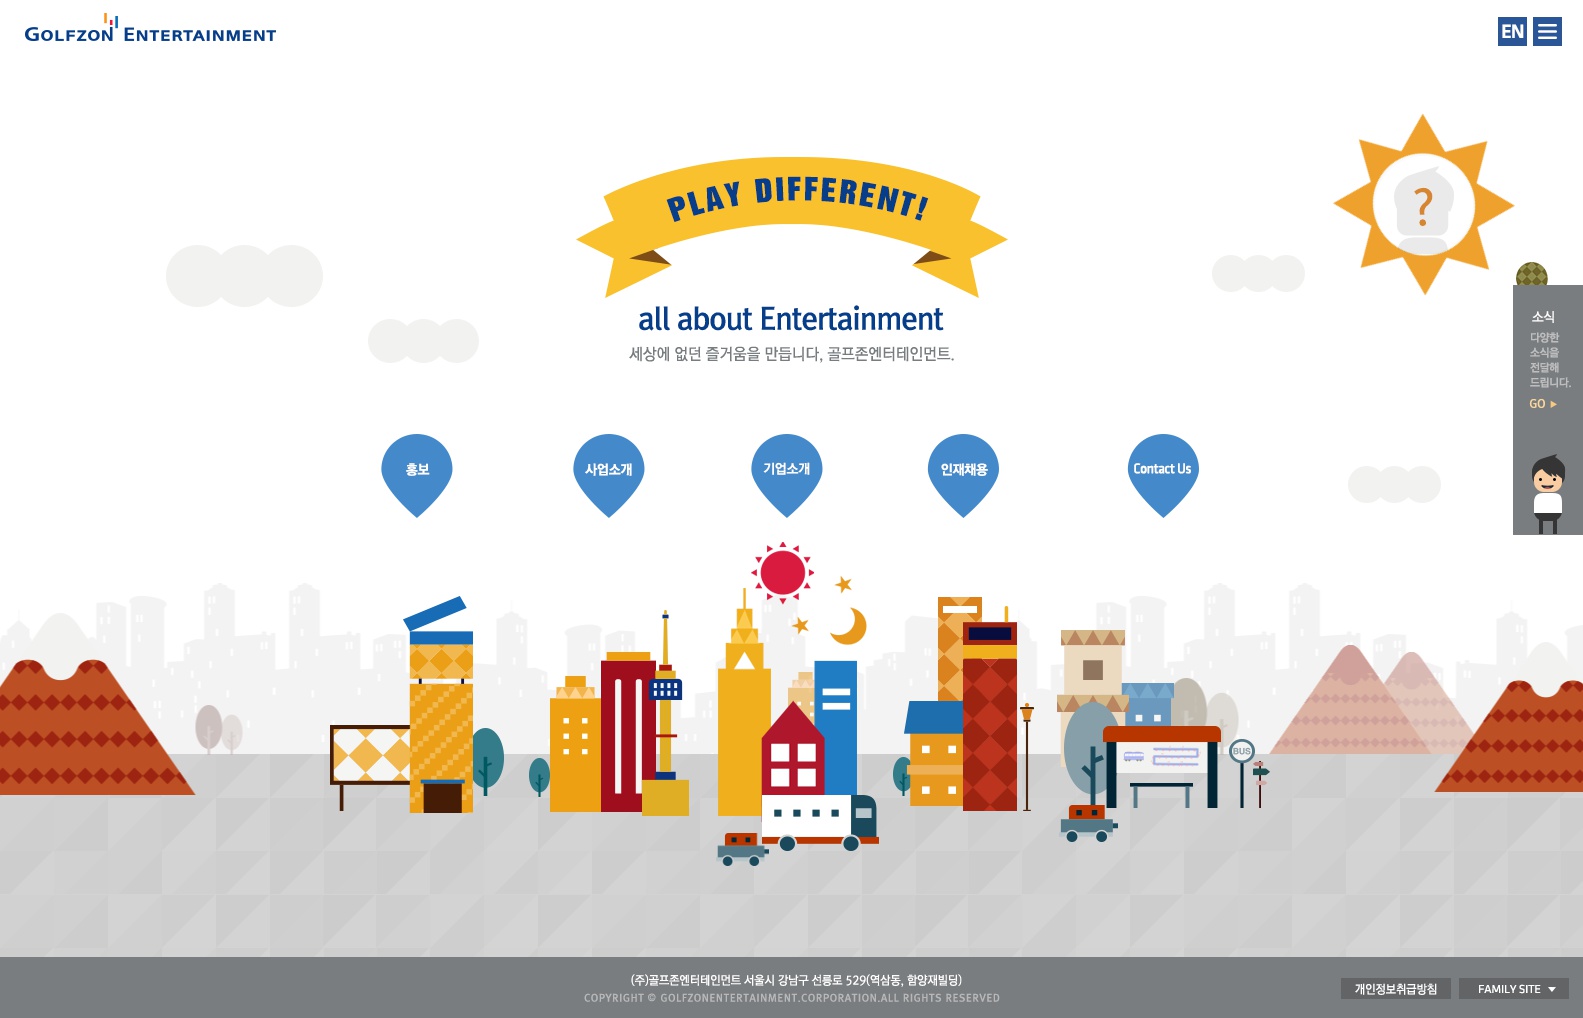 GOLFZON ENTERTAINMENT
EN
PLAY DIFFERENT!
all about Entertainment
세상에 없던 즐거움을 만듭니다, 골프존엔터테인먼트.
?
소식
다양한
소식을
전달해
드립니다.
GO ▶
홍보
사업소개
기업소개
인재채용
Contact Us
BUS
(주)골프존엔터테인먼트 서울시 강남구 선릉로 529(역삼동, 함양재빌딩)
COPYRIGHT © GOLFZONENTERTAINMENT.CORPORATION.ALL RIGHTS RESERVED
개인정보취급방침
FAMILY SITE ▼